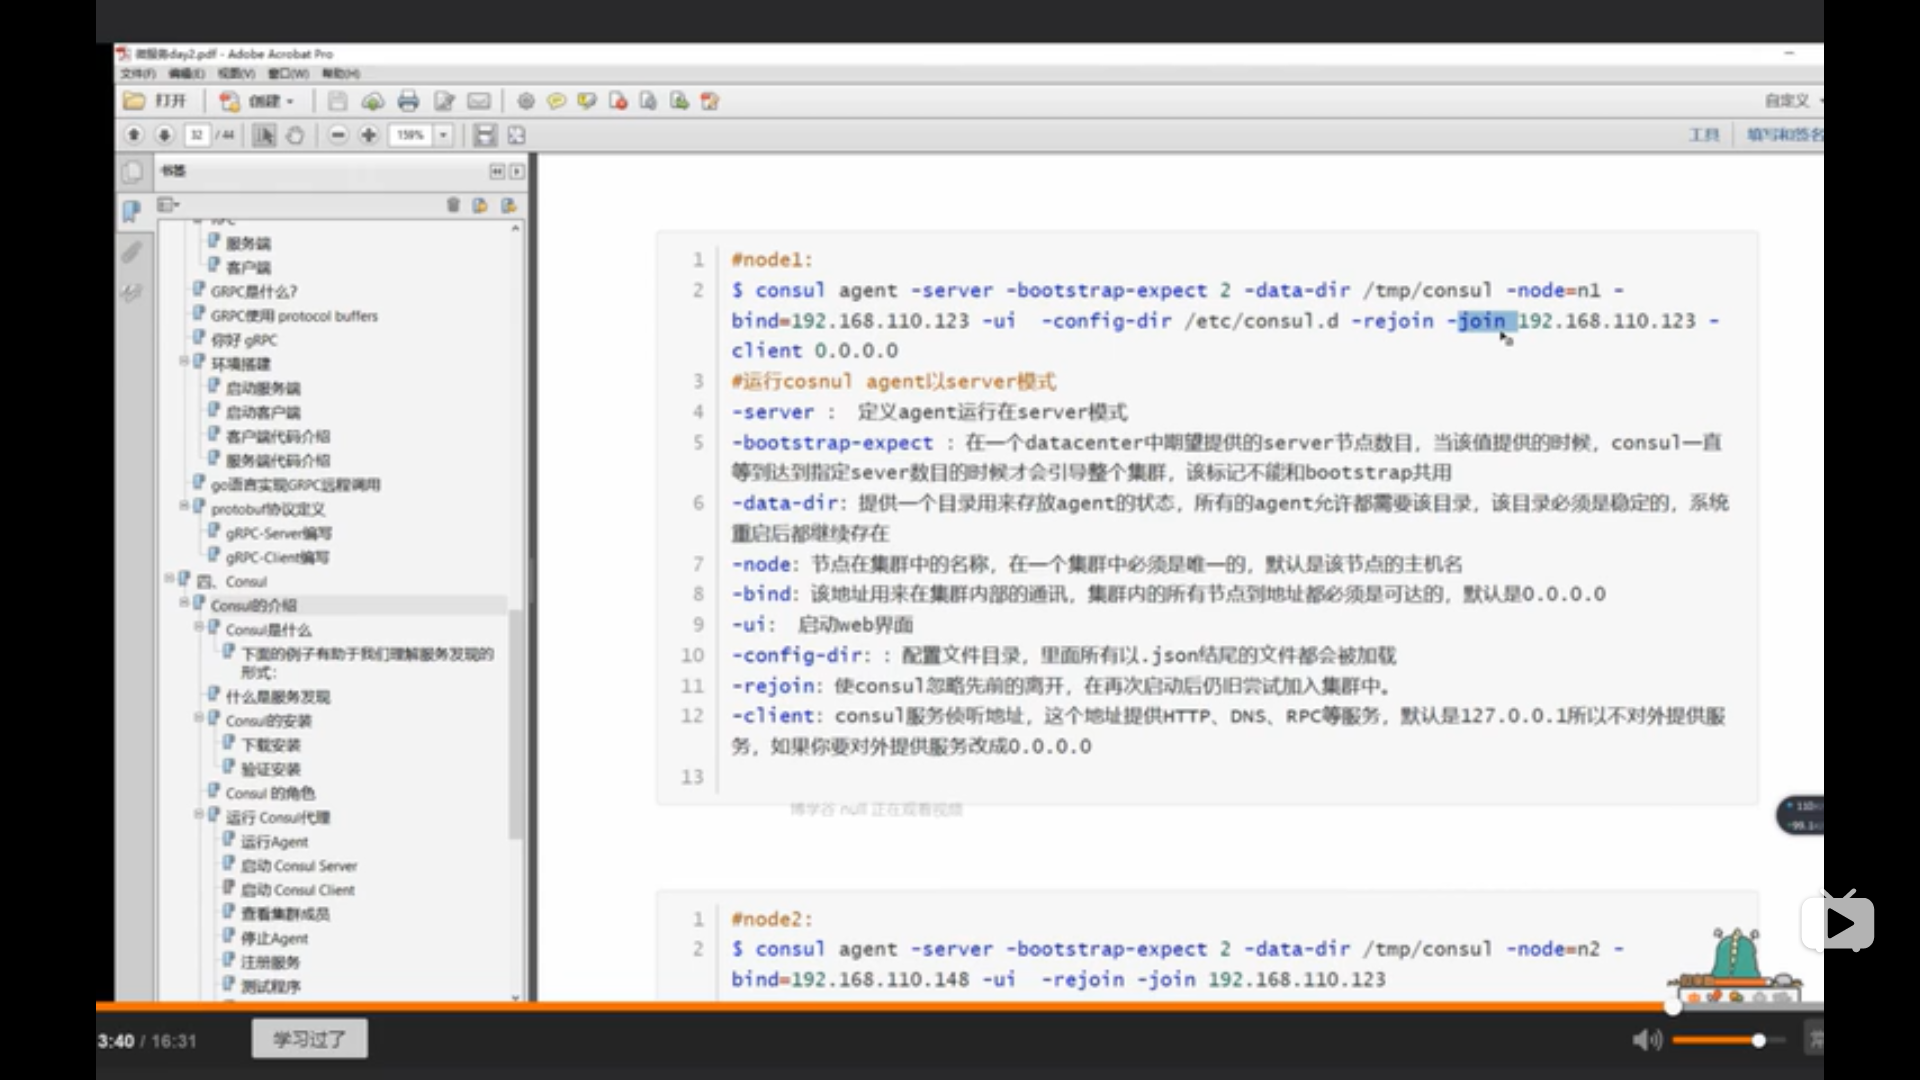 微服务day2.pdf - Adobe Acrobat Pro
文件(F) 编辑(E) 视图(V) 窗口(W) 帮助(H)
打开 创建 自定义
32 / 44 159% 工具 填写和签名
书签
RPC
服务端
客户端
GRPC是什么?
GRPC使用 protocol buffers
你好 gRPC
环境搭建
启动服务端
启动客户端
客户端代码介绍
服务端代码介绍
go语言实现GRPC远程调用
protobuf协议定义
gRPC-Server编写
gRPC-Client编写
四、Consul
Consul的介绍
Consul是什么
下面的例子有助于我们理解服务发现的
形式:
什么是服务发现
Consul的安装
下载安装
验证安装
Consul 的角色
运行 Consul代理
运行Agent
启动 Consul Server
启动 Consul Client
查看集群成员
停止Agent
注册服务
测试程序
1 #node1:
2 $ consul agent -server -bootstrap-expect 2 -data-dir /tmp/consul -node=n1 -
bind=192.168.110.123 -ui -config-dir /etc/consul.d -rejoin -join 192.168.110.123 -
client 0.0.0.0
3 #运行cosnul agent以server模式
4 -server : 定义agent运行在server模式
5 -bootstrap-expect :在一个datacenter中期望提供的server节点数目，当该值提供的时候，consul一直
等到达到指定sever数目的时候才会引导整个集群，该标记不能和bootstrap共用
6 -data-dir：提供一个目录用来存放agent的状态，所有的agent允许都需要该目录，该目录必须是稳定的，系统
重启后都继续存在
7 -node：节点在集群中的名称，在一个集群中必须是唯一的，默认是该节点的主机名
8 -bind：该地址用来在集群内部的通讯，集群内的所有节点到地址都必须是可达的，默认是0.0.0.0
9 -ui： 启动web界面
10 -config-dir:：配置文件目录，里面所有以.json结尾的文件都会被加载
11 -rejoin：使consul忽略先前的离开，在再次启动后仍旧尝试加入集群中。
12 -client：consul服务侦听地址，这个地址提供HTTP、DNS、RPC等服务，默认是127.0.0.1所以不对外提供服
务，如果你要对外提供服务改成0.0.0.0
13
博学谷 null 正在观看视频
1 #node2:
2 $ consul agent -server -bootstrap-expect 2 -data-dir /tmp/consul -node=n2 -
bind=192.168.110.148 -ui -rejoin -join 192.168.110.123
3:40 / 16:31 学习过了